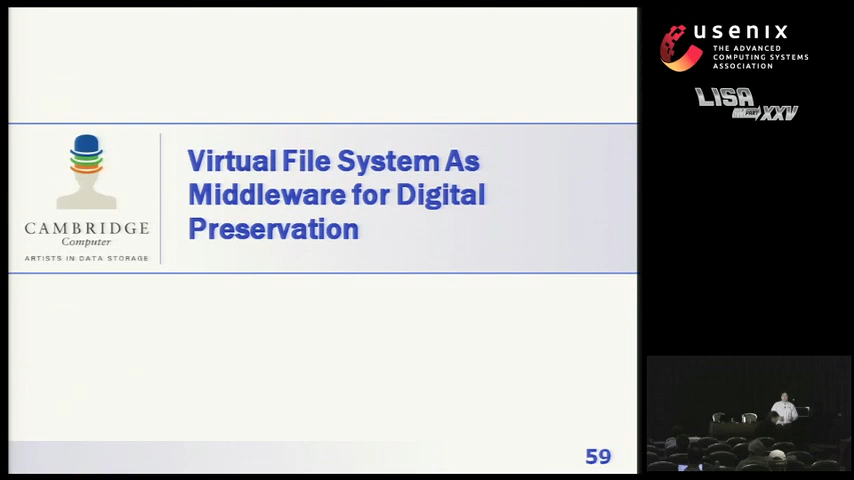 Virtual File System As
Middleware for Digital
Preservation
CAMBRIDGE
Computer
ARTISTS IN DATA STORAGE
59
usenix
THE ADVANCED
COMPUTING SYSTEMS
ASSOCIATION
LISA
XXV